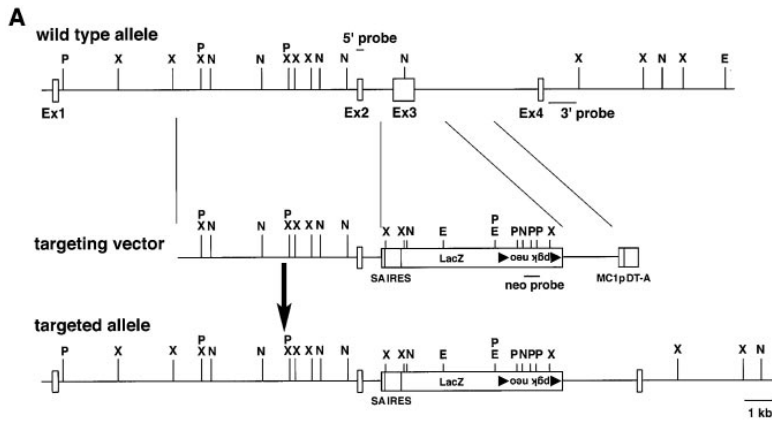 A
wild type allele
5' probe
P X X P X N N P X X X N N N X X N X E
Ex1 Ex2 Ex3 Ex4 3' probe
targeting vector
P X N N P X X X N N X X N E P E P N P P X
SA IRES LacZ pgk neo MC1pDT-A
neo probe
targeted allele
P X X P X N N P X X X N N X X N E P E P N P P X X X N
SA IRES LacZ pgk neo
1 kb